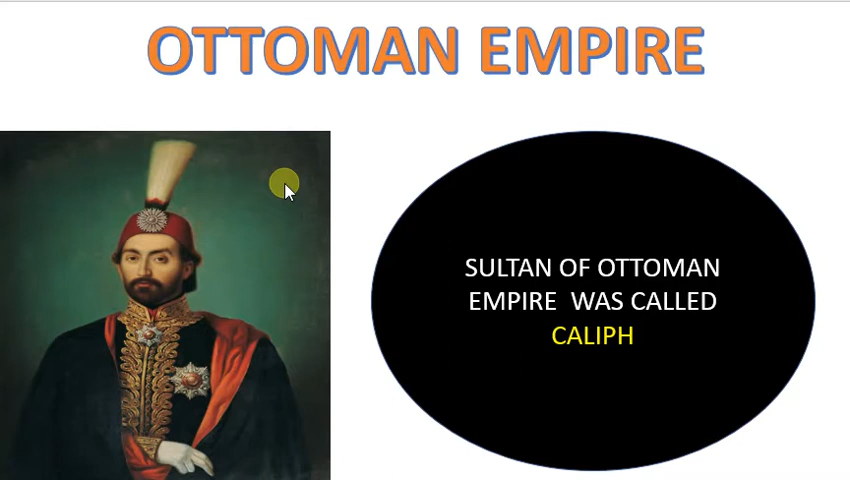 OTTOMAN EMPIRE
SULTAN OF OTTOMAN
EMPIRE  WAS CALLED
CALIPH